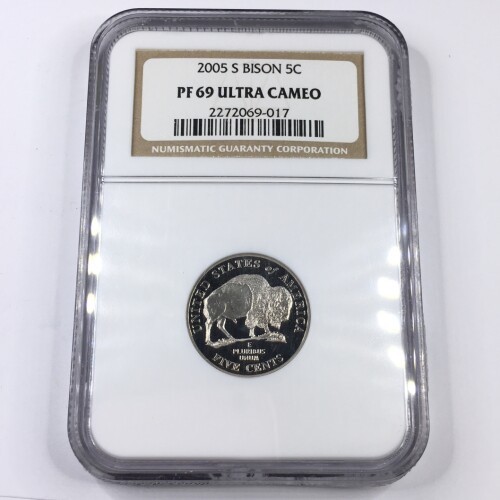 2005 S BISON 5C
PF 69 ULTRA CAMEO
2272069-017
NUMISMATIC GUARANTY CORPORATION
UNITED STATES of AMERICA
E
PLURIBUS
UNUM
FIVE CENTS